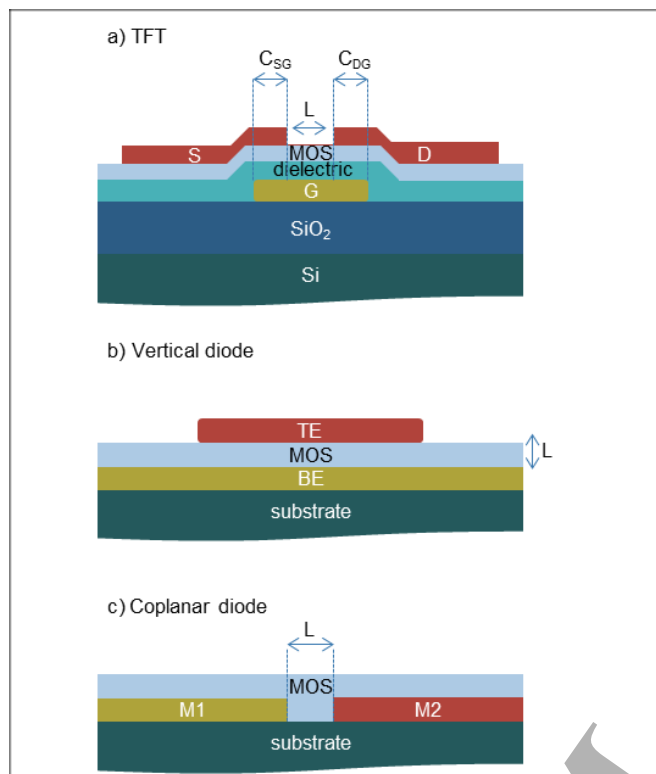 a) TFT
C_SG C_DG
L
S MOS D
dielectric
G
SiO₂
Si
b) Vertical diode
TE
MOS L
BE
substrate
c) Coplanar diode
L
MOS
M1 M2
substrate